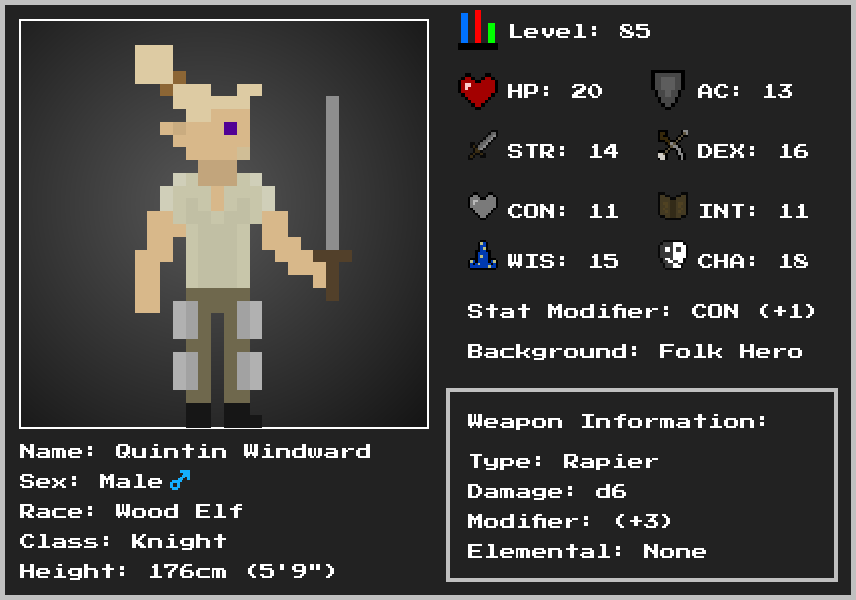 Level: 85
HP: 20
AC: 13
STR: 14
DEX: 16
CON: 11
INT: 11
WIS: 15
CHA: 18
Stat Modifier: CON (+1)
Background: Folk Hero
Weapon Information:
Type: Rapier
Damage: d6
Modifier: (+3)
Elemental: None
Name: Quintin Windward
Sex: Male♂
Race: Wood Elf
Class: Knight
Height: 176cm (5'9")